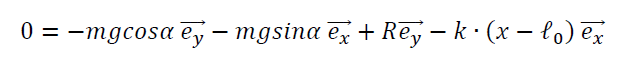 0 = −mgcosα e⃗_y − mgsinα e⃗_x + Re⃗_y − k · (x − ℓ₀) e⃗_x